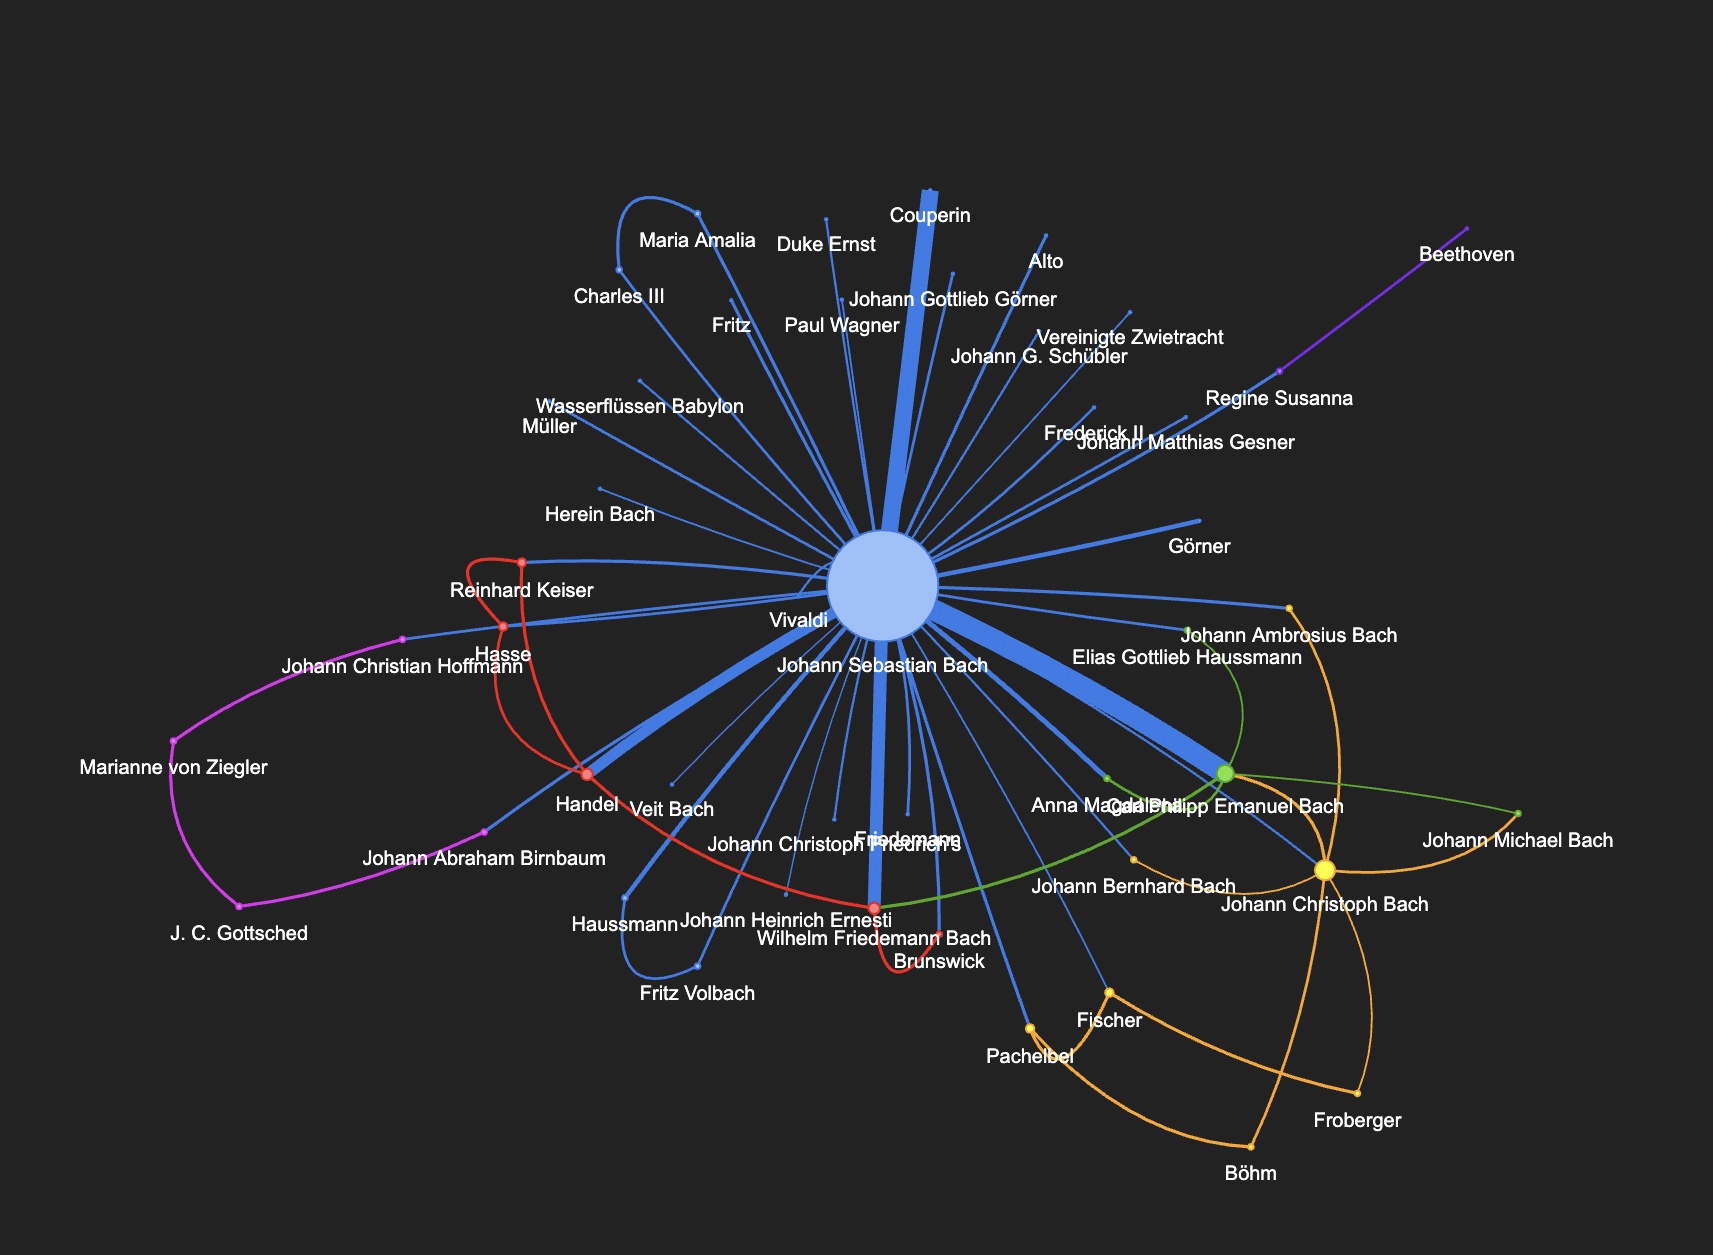 Couperin
Maria Amalia
Duke Ernst
Beethoven
Alto
Charles III
Johann Gottlieb Görner
Fritz
Paul Wagner
Vereinigte Zwietracht
Johann G. Schübler
Regine Susanna
Wasserflüssen Babylon
Müller
Frederick II
Johann Matthias Gesner
Herein Bach
Görner
Reinhard Keiser
Vivaldi
Johann Ambrosius Bach
Hasse
Elias Gottlieb Haussmann
Johann Christian Hoffmann
Johann Sebastian Bach
Marianne von Ziegler
Handel
Veit Bach
Anna Magdalena
Carl Philipp Emanuel Bach
Johann Michael Bach
Friedemann
Johann Christoph Friedrich's
Johann Abraham Birnbaum
Johann Bernhard Bach
Johann Christoph Bach
Haussmann
Johann Heinrich Ernesti
J. C. Gottsched
Wilhelm Friedemann Bach
Brunswick
Fritz Volbach
Fischer
Pachelbel
Froberger
Böhm